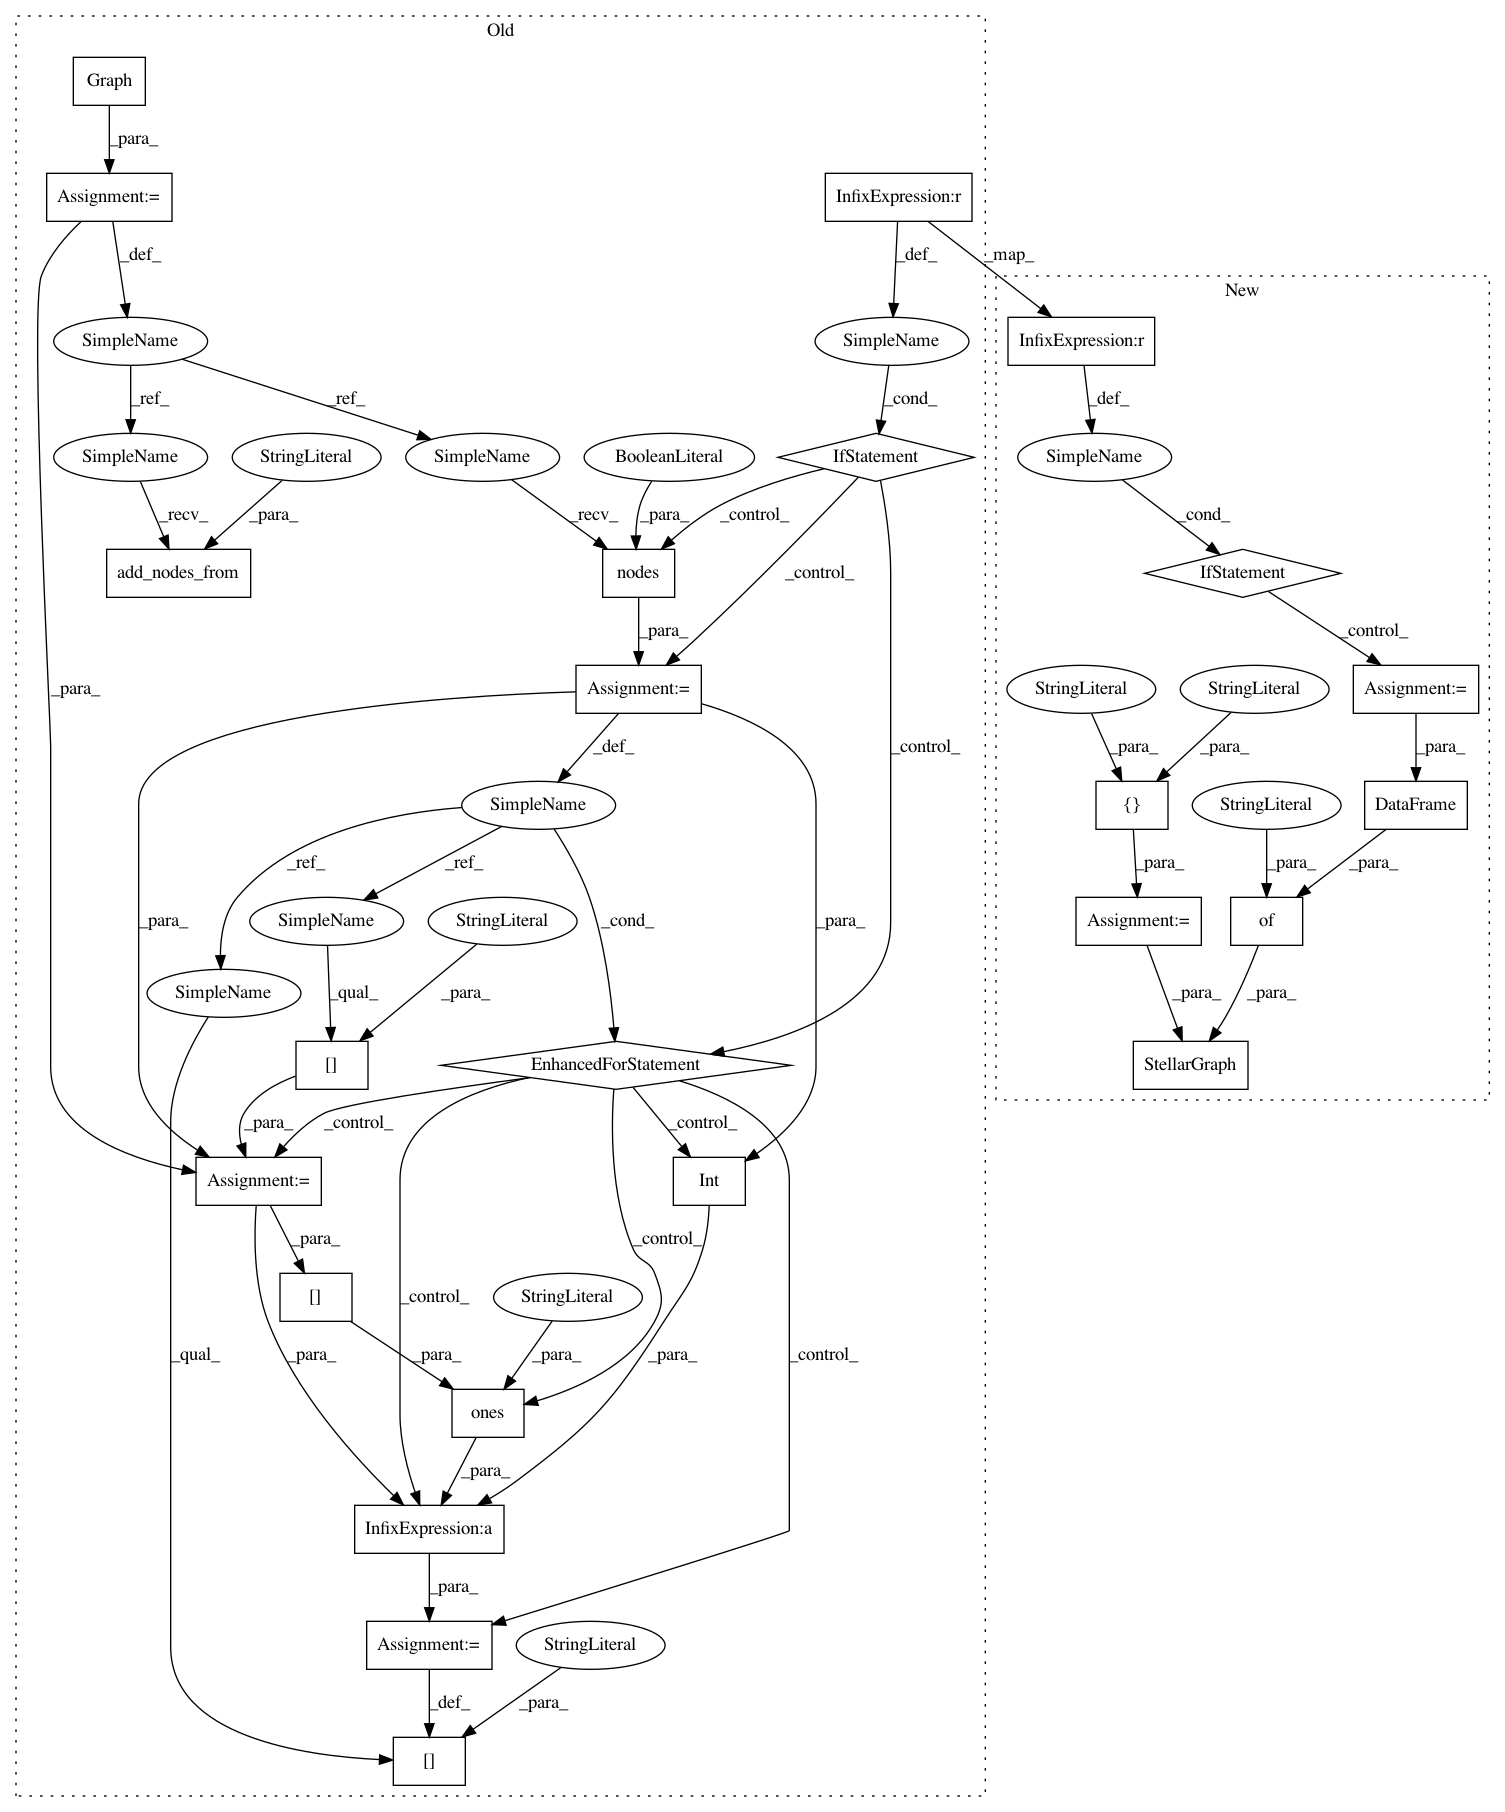 Old
Graph
_para_
Assignment:=
InfixExpression:r
_def_
_def_
_map_
New
SimpleName
SimpleName
InfixExpression:r
_ref_
_ref_
_cond_
_def_
SimpleName
StringLiteral
SimpleName
BooleanLiteral
IfStatement
SimpleName
_recv_
_para_
_recv_
_para_
_control_
_cond_
add_nodes_from
nodes
_control_
IfStatement
_para_
_control_
_para_
Assignment:=
StringLiteral
StringLiteral
Assignment:=
_def_
_control_
_para_
_para_
_para_
SimpleName
{}
StringLiteral
DataFrame
_ref_
_ref_
_para_
_para_
_para_
_para_
SimpleName
StringLiteral
_cond_
_para_
Assignment:=
of
SimpleName
_qual_
_para_
_para_
_para_
[]
EnhancedForStatement
StellarGraph
_para_
_control_
_control_
Assignment:=
Int
_para_
_control_
[]
StringLiteral
_control_
_qual_
_para_
_para_
_para_
_para_
_control_
ones
_para_
InfixExpression:a
_para_
Assignment:=
StringLiteral
_def_
_para_
[]